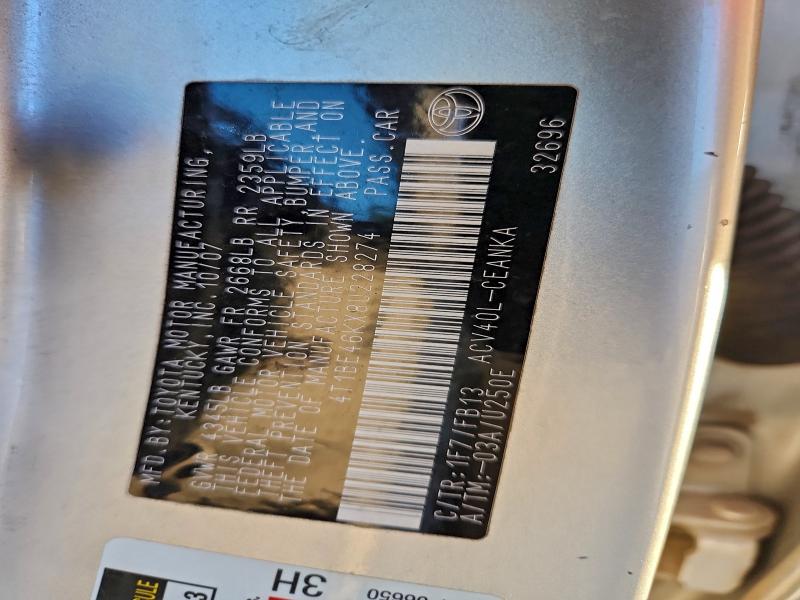 MFD.BY:TOYOTA MOTOR MANUFACTURING,
KENTUCKY, INC. 10/07
GVWR 4345LB GAWR FR 2668LB RR 2359LB
THIS VEHICLE CONFORMS TO ALL APPLICABLE
FEDERAL MOTOR VEHICLE SAFETY, BUMPER, AND
THEFT PREVENTION STANDARDS IN EFFECT ON
THE DATE OF MANUFACTURE SHOWN ABOVE.
4T1BE46KX8U228274 PASS.CAR
C/TR:1F7/FB13 ACV40L-CEANKA
A/TM:-03A/U250E 32696
3H